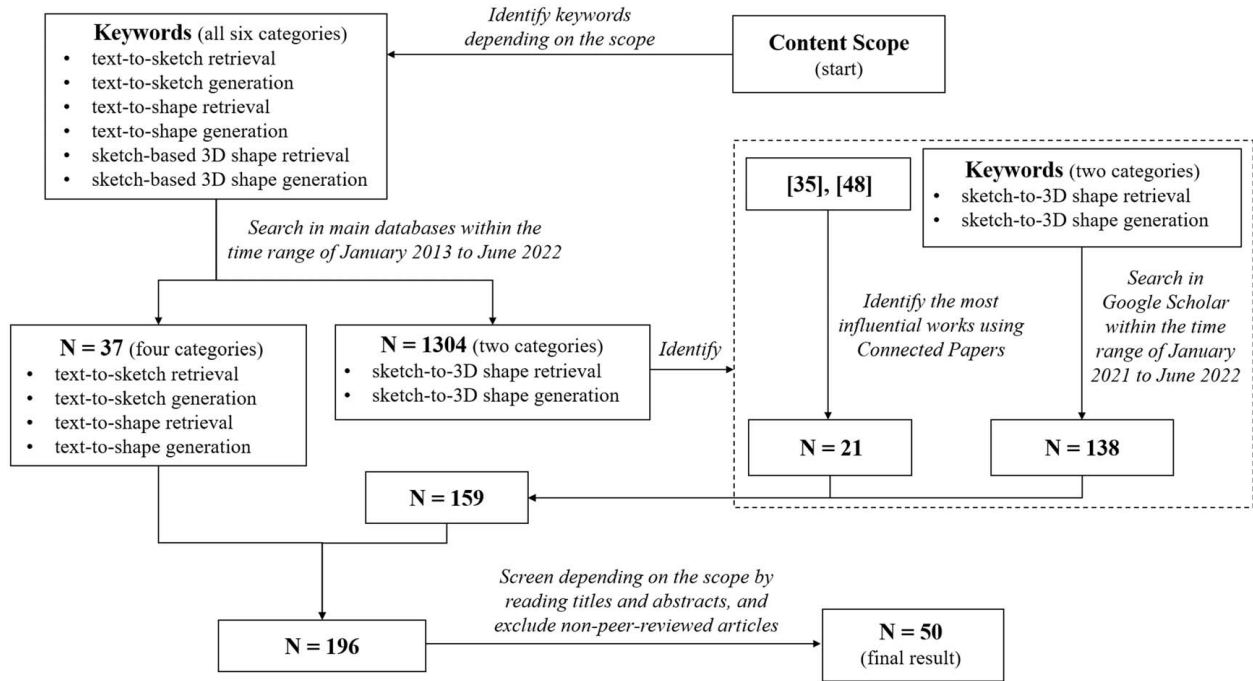 Content Scope
(start)
Identify keywords
depending on the scope
Keywords (all six categories)
• text-to-sketch retrieval
• text-to-sketch generation
• text-to-shape retrieval
• text-to-shape generation
• sketch-based 3D shape retrieval
• sketch-based 3D shape generation
Search in main databases within the
time range of January 2013 to June 2022
N = 37 (four categories)
• text-to-sketch retrieval
• text-to-sketch generation
• text-to-shape retrieval
• text-to-shape generation
N = 1304 (two categories)
• sketch-to-3D shape retrieval
• sketch-to-3D shape generation
Identify
[35], [48]
Identify the most
influential works using
Connected Papers
N = 21
Keywords (two categories)
• sketch-to-3D shape retrieval
• sketch-to-3D shape generation
Search in
Google Scholar
within the time
range of January
2021 to June 2022
N = 138
N = 159
N = 196
Screen depending on the scope by
reading titles and abstracts, and
exclude non-peer-reviewed articles
N = 50
(final result)